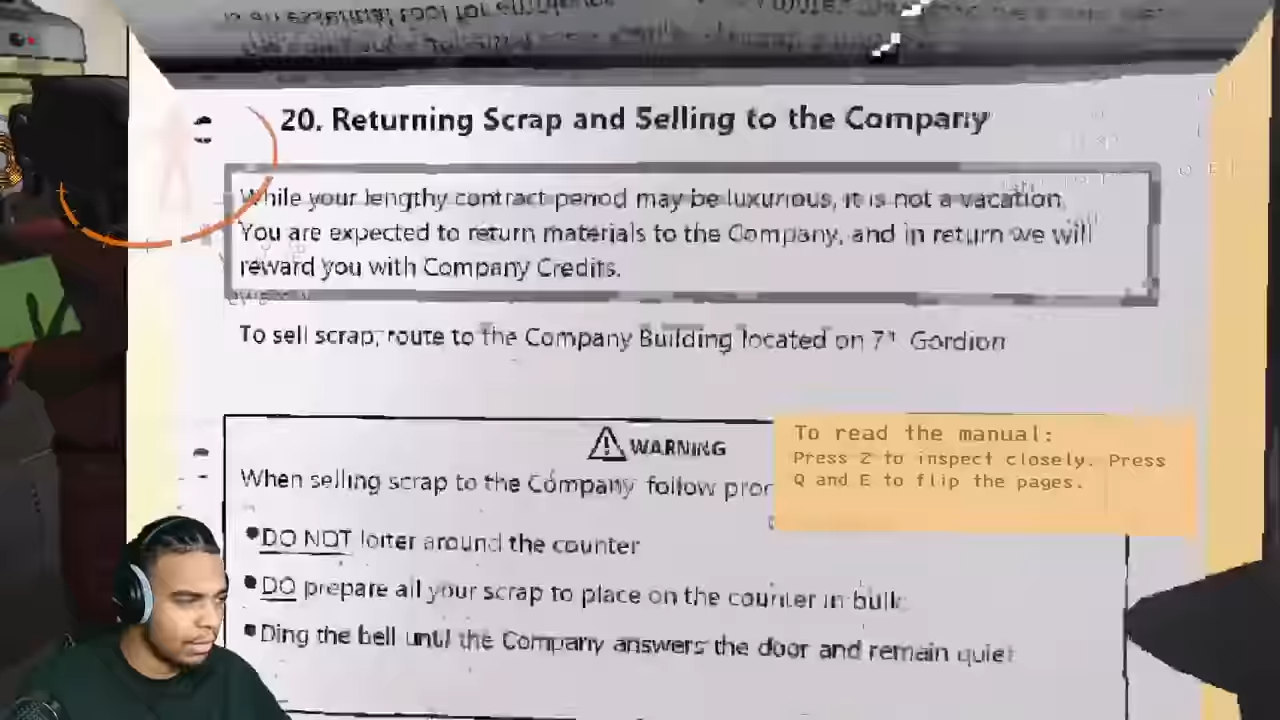 20. Returning Scrap and Selling to the Company
While your lengthy contract period may be luxurious, it is not a vacation.
You are expected to return materials to the Company, and in return we will
reward you with Company Credits.
To sell scrap, route to the Company Building located on 71 Gordion
WARNING
To read the manual:
Press Z to inspect closely. Press
Q and E to flip the pages.
When selling scrap to the Company follow
DO NOT loiter around the counter
DO prepare all your scrap to place on the counter in bulk
Ding the bell until the Company answers the door and remain quiet